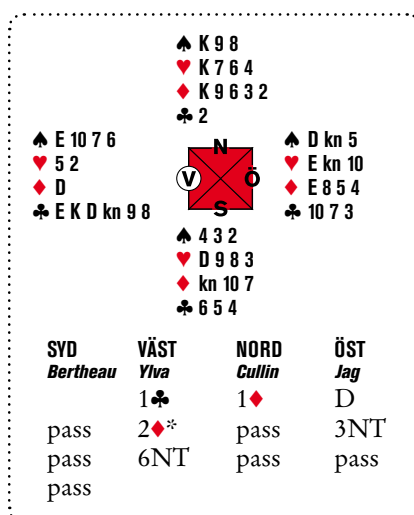 ♠ K 9 8
♥ K 7 6 4
♦ K 9 6 3 2
♣ 2
♠ E 10 7 6
♥ 5 2
♦ D
♣ E K D kn 9 8
N
V Ö
S
♠ D kn 5
♥ E kn 10
♦ E 8 5 4
♣ 10 7 3
♠ 4 3 2
♥ D 9 8 3
♦ kn 10 7
♣ 6 5 4
SYD VÄST NORD ÖST
Bertheau Ylva Cullin Jag
1♣ 1♦ D
pass 2♦* pass 3NT
pass 6NT pass pass
pass